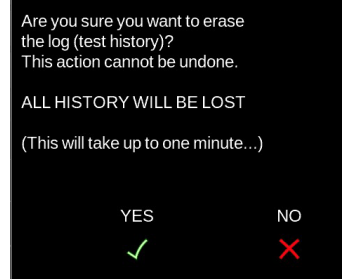 Are you sure you want to erase
the log (test history)?
This action cannot be undone.
ALL HISTORY WILL BE LOST
(This will take up to one minute...)
YES NO